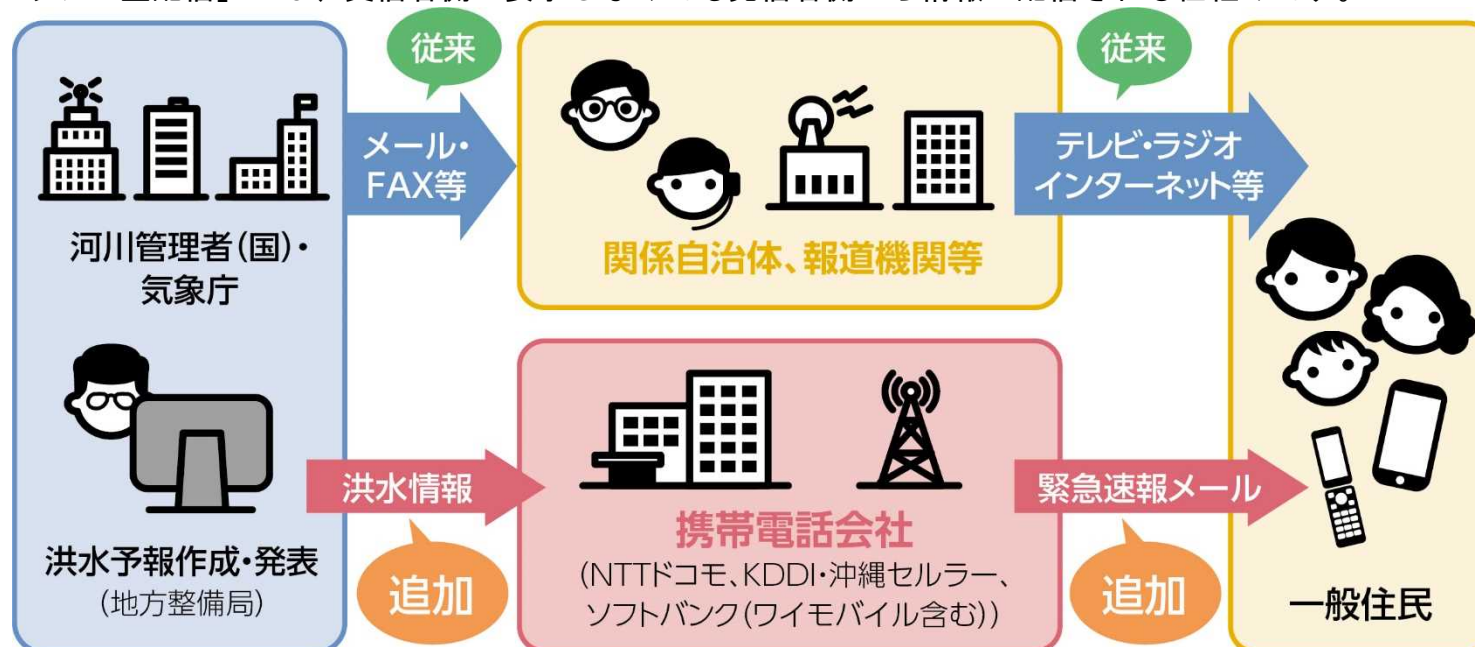 従来
従来
メール・
FAX等
テレビ・ラジオ
インターネット等
河川管理者(国)・
気象庁
関係自治体、報道機関等
洪水情報
緊急速報メール
洪水予報作成・発表
(地方整備局)
追加
携帯電話会社
(NTTドコモ、KDDI・沖縄セルラー、
ソフトバンク(ワイモバイル含む))
追加
一般住民